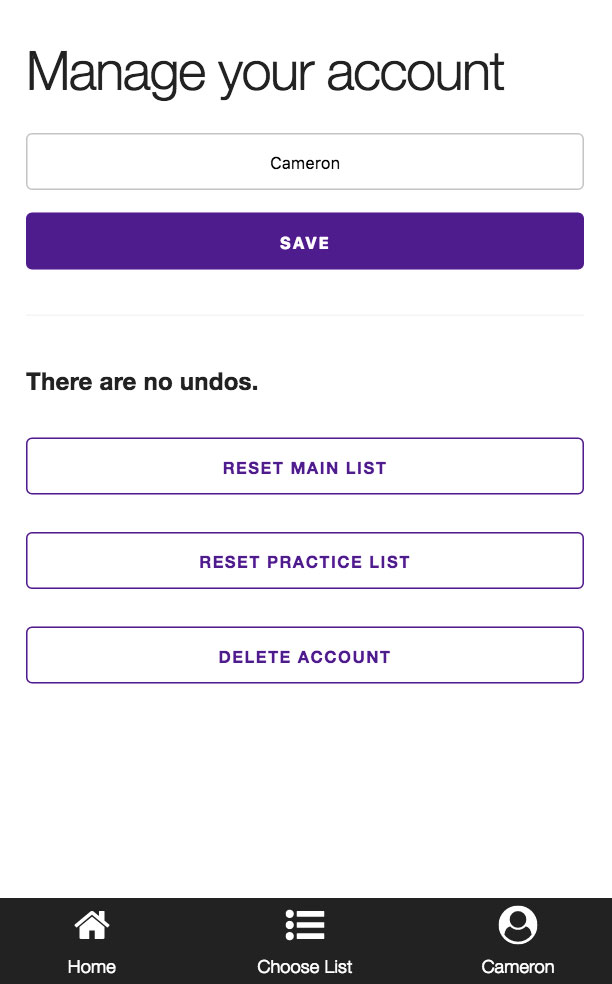 Manage your account
Cameron
SAVE
There are no undos.
RESET MAIN LIST
RESET PRACTICE LIST
DELETE ACCOUNT
Home
Choose List
Cameron